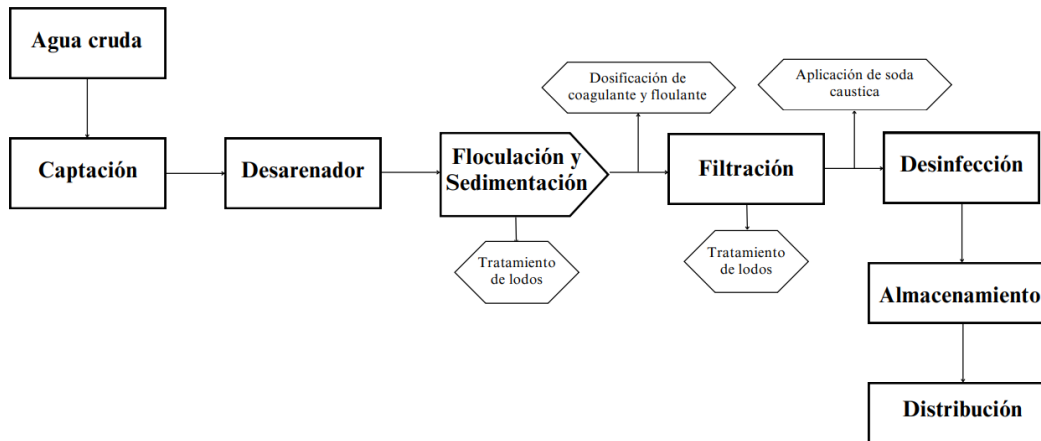 Agua cruda
Dosificación de
coagulante y floulante
Aplicación de soda
caustica
Captación
Desarenador
Floculación y
Sedimentación
Filtración
Desinfección
Tratamiento
de lodos
Tratamiento
de lodos
Almacenamiento
Distribución